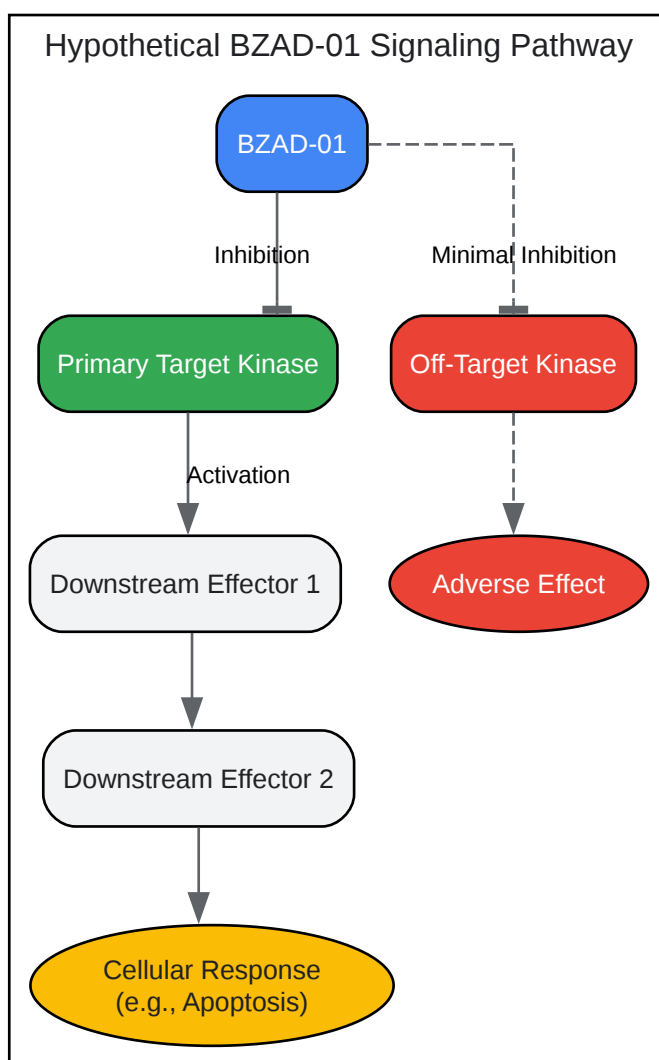 Hypothetical BZAD-01 Signaling Pathway
BZAD-01
Inhibition
Minimal Inhibition
Primary Target Kinase
Off-Target Kinase
Activation
Downstream Effector 1
Adverse Effect
Downstream Effector 2
Cellular Response
(e.g., Apoptosis)